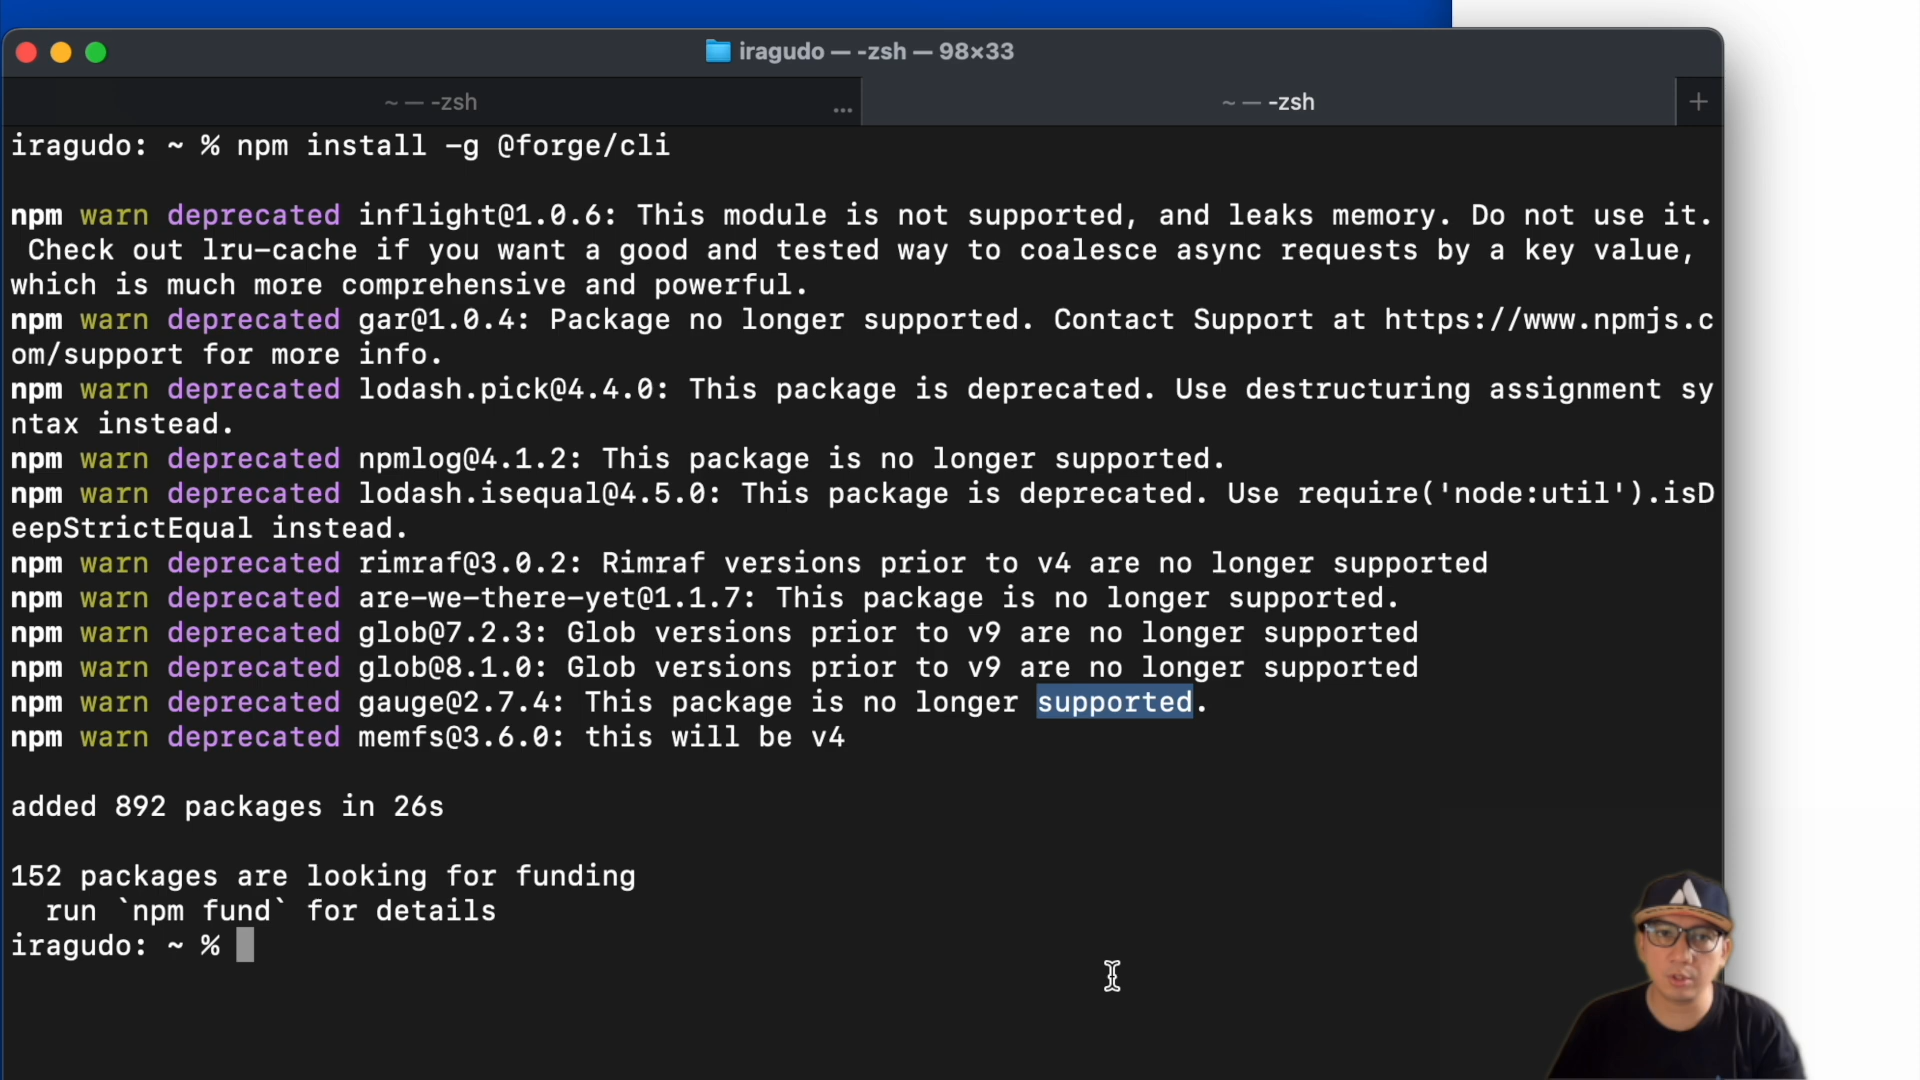 iragudo — -zsh — 98×33
~ — -zsh ... ~ — -zsh +
iragudo: ~ % npm install -g @forge/cli
npm warn deprecated inflight@1.0.6: This module is not supported, and leaks memory. Do not use it.
Check out lru-cache if you want a good and tested way to coalesce async requests by a key value,
which is much more comprehensive and powerful.
npm warn deprecated gar@1.0.4: Package no longer supported. Contact Support at https://www.npmjs.c
om/support for more info.
npm warn deprecated lodash.pick@4.4.0: This package is deprecated. Use destructuring assignment sy
ntax instead.
npm warn deprecated npmlog@4.1.2: This package is no longer supported.
npm warn deprecated lodash.isequal@4.5.0: This package is deprecated. Use require('node:util').isD
eepStrictEqual instead.
npm warn deprecated rimraf@3.0.2: Rimraf versions prior to v4 are no longer supported
npm warn deprecated are-we-there-yet@1.1.7: This package is no longer supported.
npm warn deprecated glob@7.2.3: Glob versions prior to v9 are no longer supported
npm warn deprecated glob@8.1.0: Glob versions prior to v9 are no longer supported
npm warn deprecated gauge@2.7.4: This package is no longer supported.
npm warn deprecated memfs@3.6.0: this will be v4
added 892 packages in 26s
152 packages are looking for funding
run `npm fund` for details
iragudo: ~ %